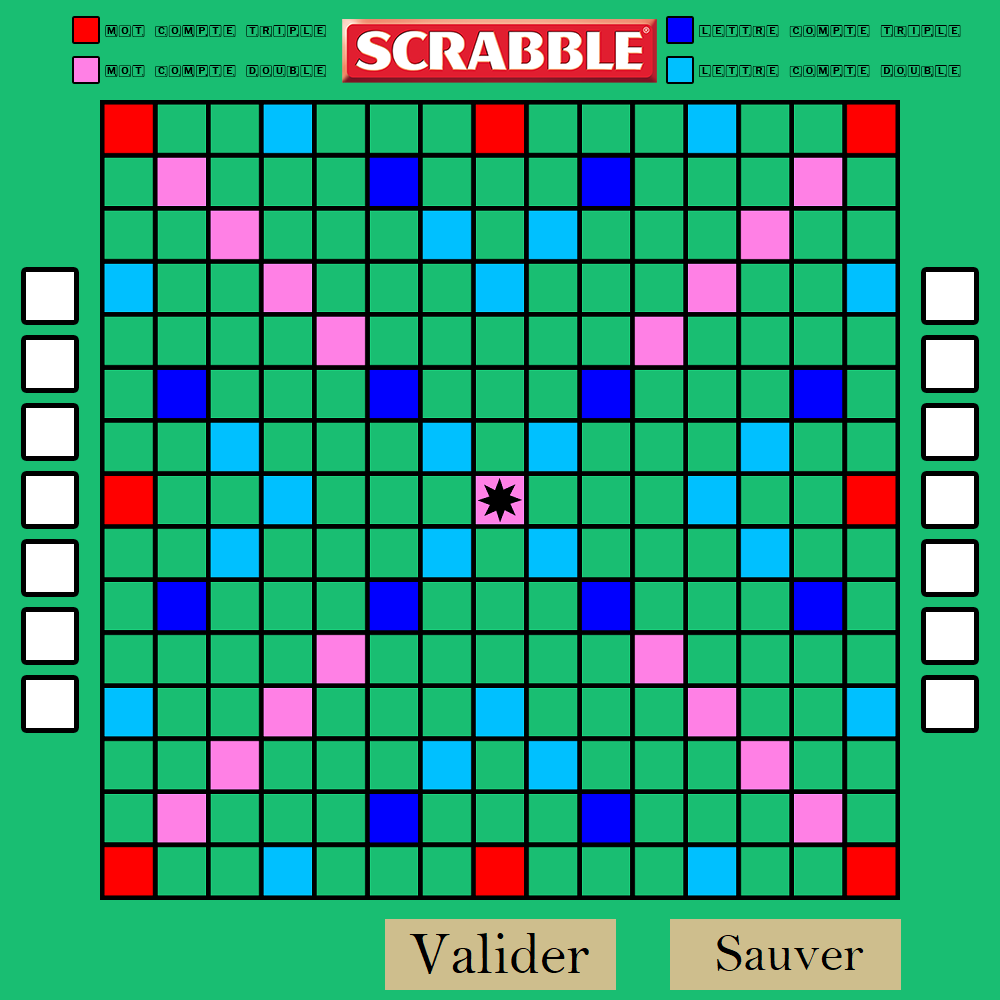 MOT COMPTE TRIPLE
SCRABBLE®
LETTRE COMPTE TRIPLE
MOT COMPTE DOUBLE
LETTRE COMPTE DOUBLE
Valider
Sauver